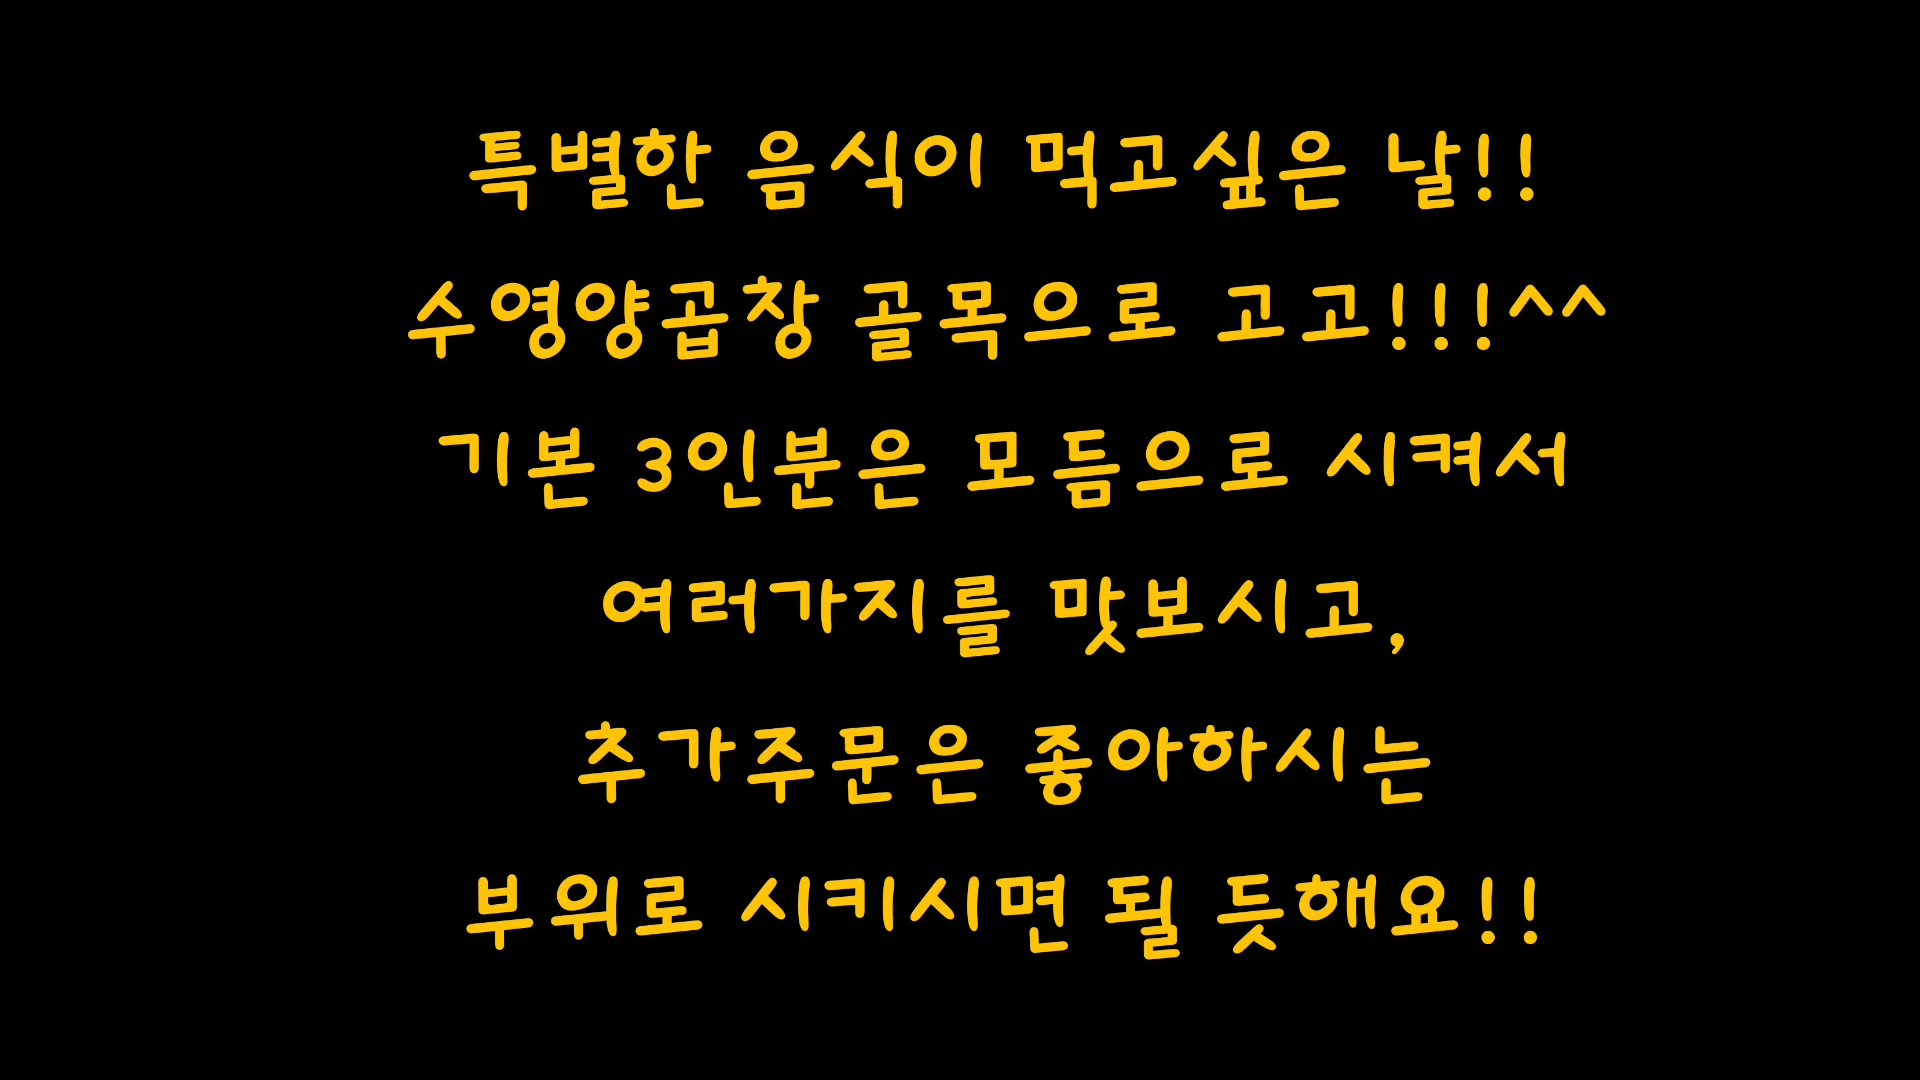 특별한 음식이 먹고싶은 날!!
수영양곱창 골목으로 고고!!!^^
기본 3인분은 모듬으로 시켜서
여러가지를 맛보시고,
추가주문은 좋아하시는
부위로 시키시면 될 듯해요!!